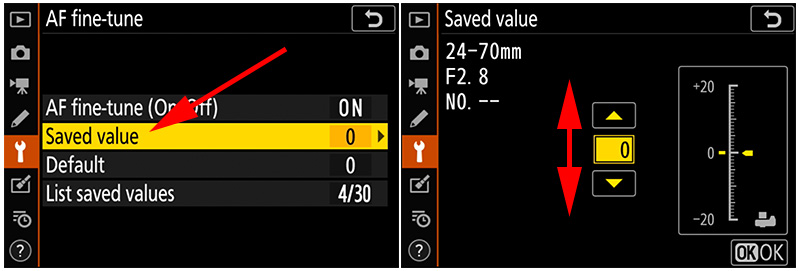 AF fine-tune
AF fine-tune (On/Off) ON
Saved value 0
Default 0
List saved values 4/30
?
Saved value
24-70mm
F2.8
NO. --
0
+20
0
-20
OK OK
?